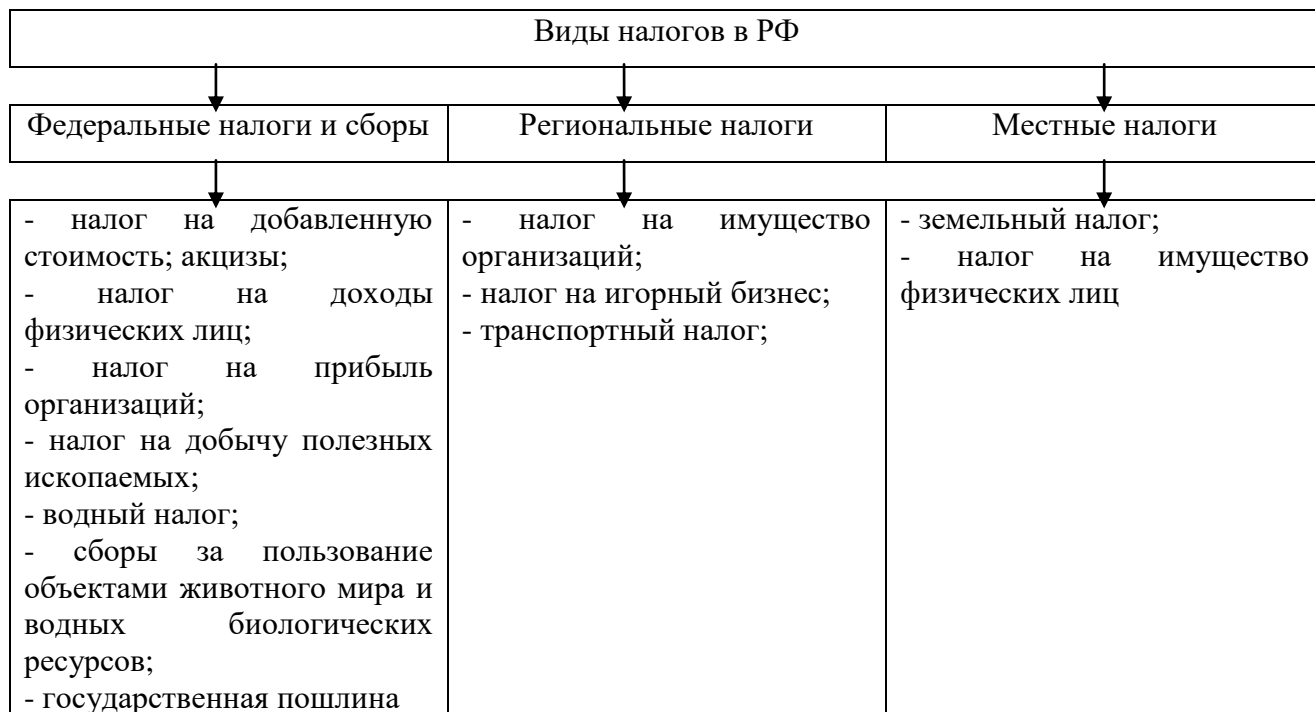 Виды налогов в РФ
Федеральные налоги и сборы
Региональные налоги
Местные налоги
- налог на добавленную
стоимость; акцизы;
- налог на доходы
физических лиц;
- налог на прибыль
организаций;
- налог на добычу полезных
ископаемых;
- водный налог;
- сборы за пользование
объектами животного мира и
водных биологических
ресурсов;
- государственная пошлина
- налог на имущество
организаций;
- налог на игорный бизнес;
- транспортный налог;
- земельный налог;
- налог на имущество
физических лиц